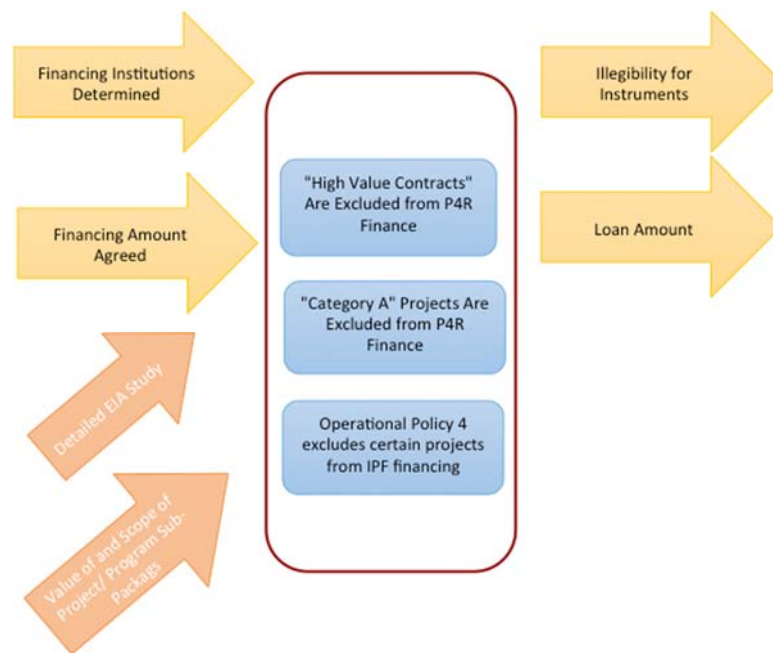 Financing Institutions
Determined
Illegibility for
Instruments
"High Value Contracts"
Are Excluded from P4R
Finance
Financing Amount
Agreed
Loan Amount
"Category A" Projects Are
Excluded from P4R
Finance
Detailed EIA Study
Operational Policy 4
excludes certain projects
from IPF financing
Value of and Scope of
Project/ Program Sub-
Packags